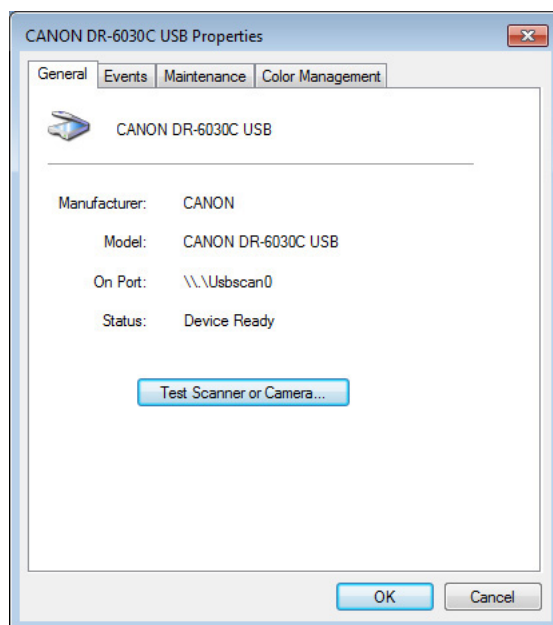 CANON DR-6030C USB Properties
General Events Maintenance Color Management
CANON DR-6030C USB
Manufacturer: CANON
Model: CANON DR-6030C USB
On Port: \\.\Usbscan0
Status: Device Ready
Test Scanner or Camera...
OK Cancel